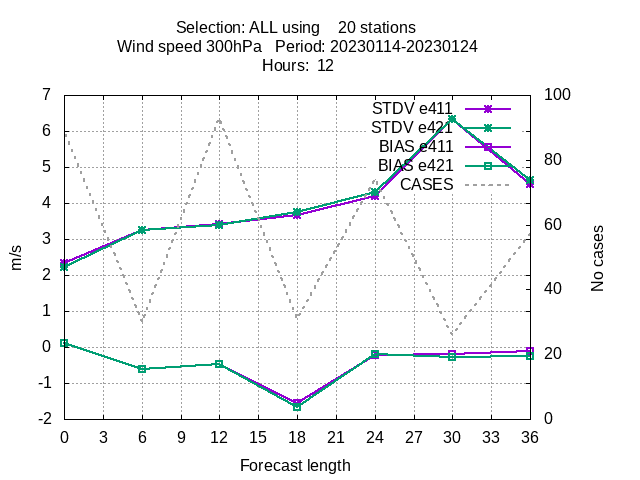 Selection: ALL using    20 stations
Wind speed 300hPa   Period: 20230114-20230124
Hours:  12
7
6
5
4
3
2
1
0
-1
-2
m/s
STDV e411
STDV e421
BIAS e411
BIAS e421
CASES
100
80
60
40
20
0
No cases
0 3 6 9 12 15 18 21 24 27 30 33 36
Forecast length